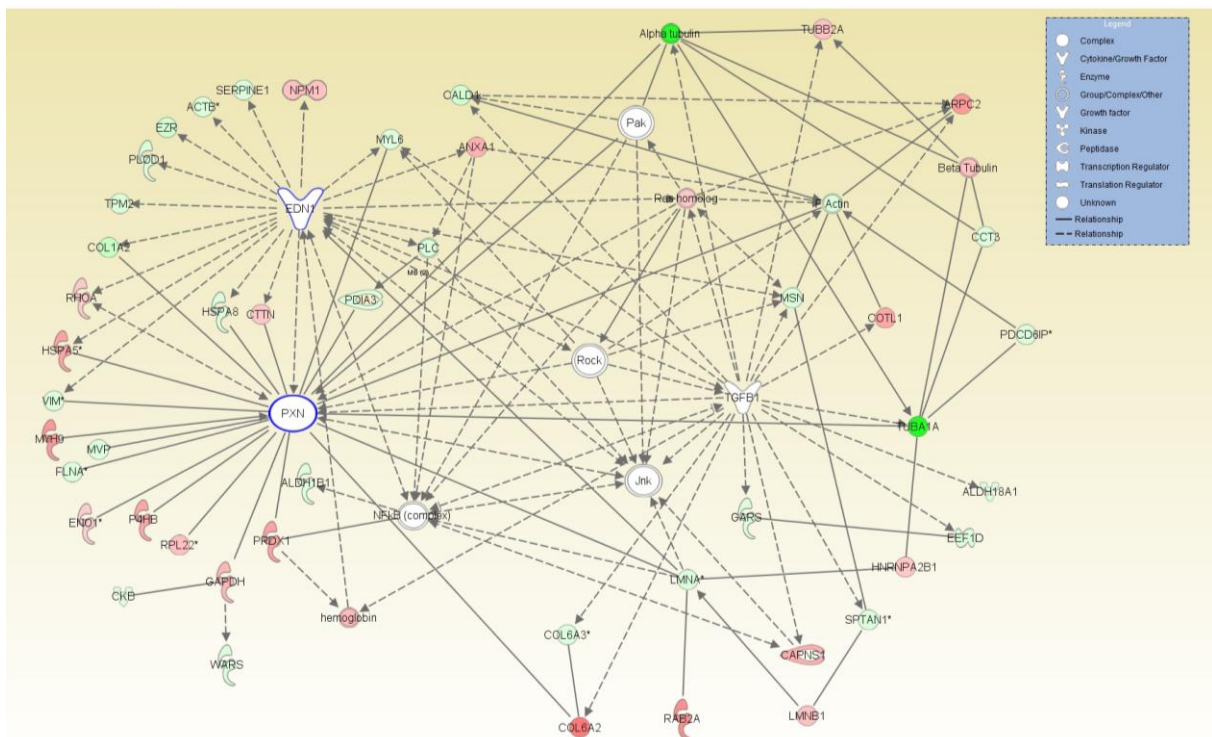 Alpha tubulin
TUBB2A
Legend
Complex
Cytokine/Growth Factor
Enzyme
Group/Complex/Other
Growth factor
Kinase
Peptidase
Transcription Regulator
Translation Regulator
Unknown
Relationship
Relationship
SERPINE1
NPM1
CALD1
ACTB*
ARPC2
Pak
EZR
MYL6
ANXA1
PLOD1
Beta Tubulin
Ras homolog
TPM2
EDN1
F Actin
CCT3
COL1A2
PLC
RHOA
HSPA8
CTTN
PDIA3
MSN
COTL1
PDCD6IP*
HSPA5*
Rock
VIM*
PXN
TGFB1
TUBA1A
MYH9
MVP
FLNA*
ALDH1B1
Jnk
ALDH18A1
ENO1*
P4HB
NFkB (complex)
GARS
RPL22*
PRDX1
EEF1D
HNRNPA2B1
GAPDH
LMNA*
CKB
hemoglobin
SPTAN1*
COL6A3*
WARS
CAPNS1
COL6A2
RAB2A
LMNB1